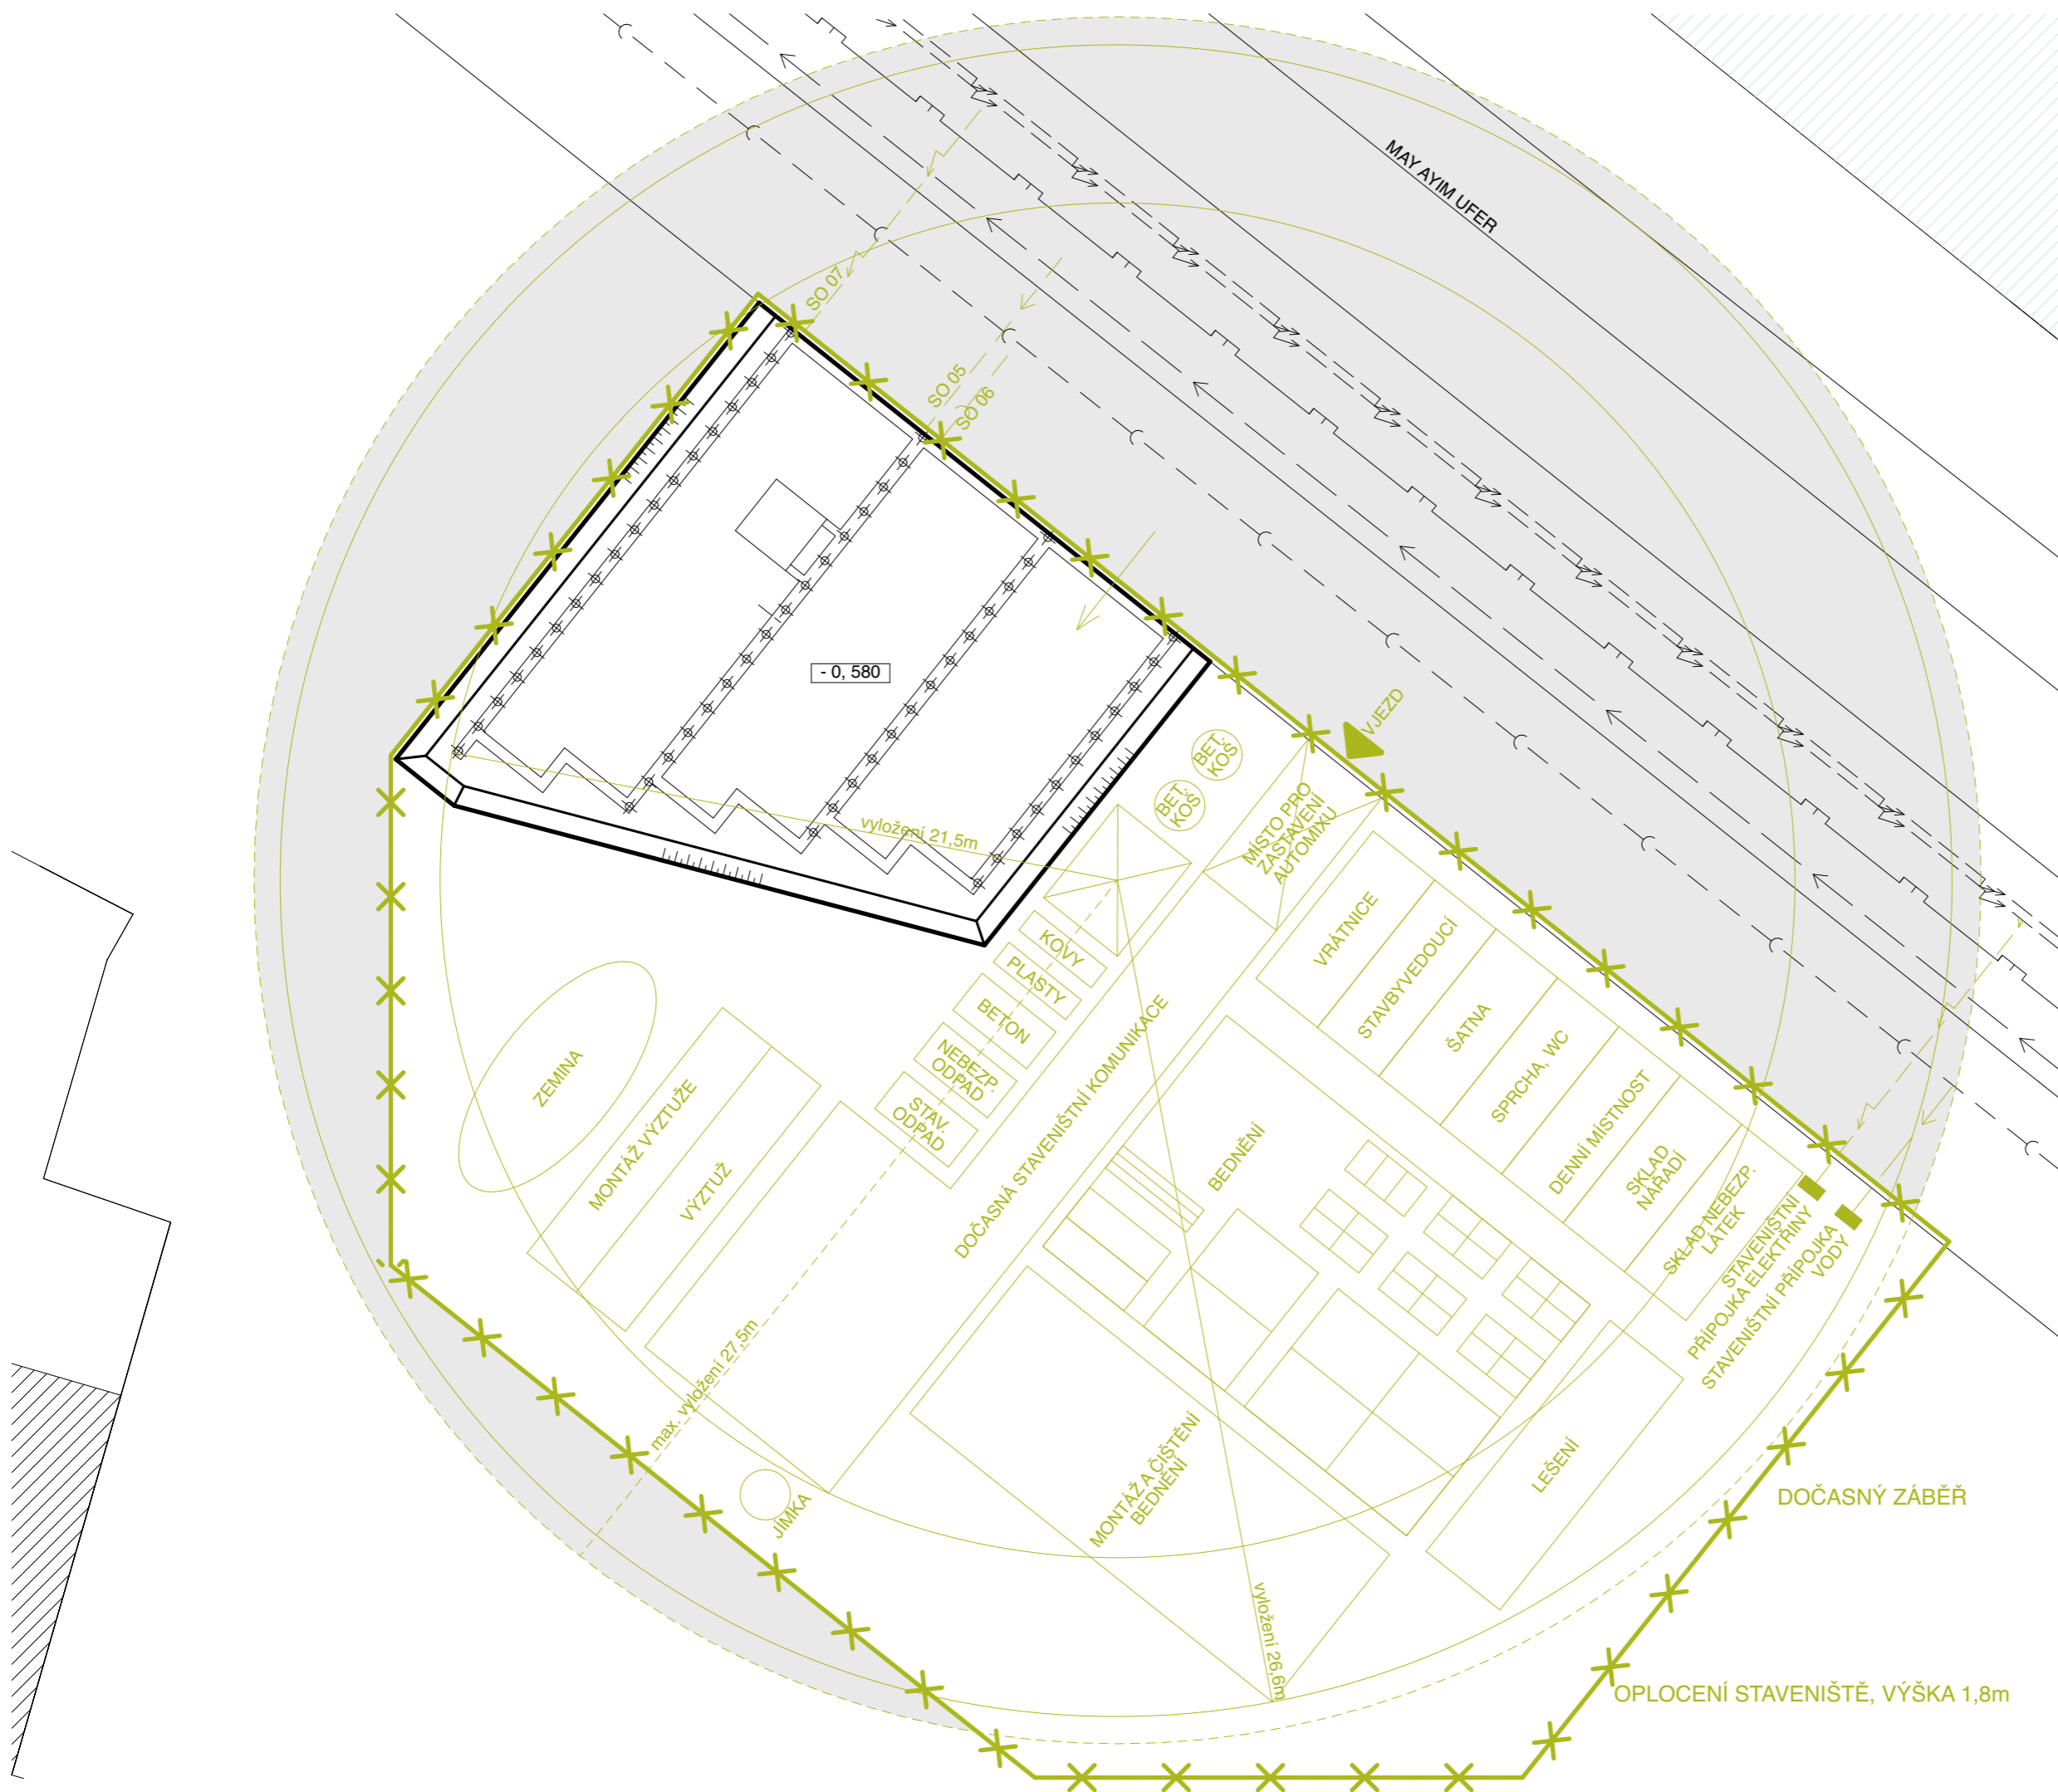 MAY AYIM UFER
SO 07
SO 05
SO 06
- 0, 580
VJEZD
BET.
KOŠ
BET.
KOŠ
MÍSTO PRO
ZASTAVENÍ
AUTOMIXU
vyložení 21,5m
VRÁTNICE
STAVBYVEDOUCÍ
ŠATNA
SPRCHA, WC
DENNÍ MÍSTNOST
SKLAD
NÁŘADÍ
SKLAD NEBEZP.
LÁTEK
STAVENIŠTNÍ
PŘÍPOJKA ELEKTŘINY
STAVENIŠTNÍ PŘÍPOJKA
VODY
KOVY
PLASTY
BETON
NEBEZP.
ODPAD
STAV.
ODPAD
DOČASNÁ STAVENIŠTNÍ KOMUNIKACE
ZEMINA
MONTÁŽ VÝZTUŽE
VÝZTUŽ
BEDNĚNÍ
max. vyložení 27,5m
JÍMKA
MONTÁŽ A ČIŠTĚNÍ
BEDNĚNÍ
LEŠENÍ
vyložení 26,6m
DOČASNÝ ZÁBĚŘ
OPLOCENÍ STAVENIŠTĚ, VÝŠKA 1,8m